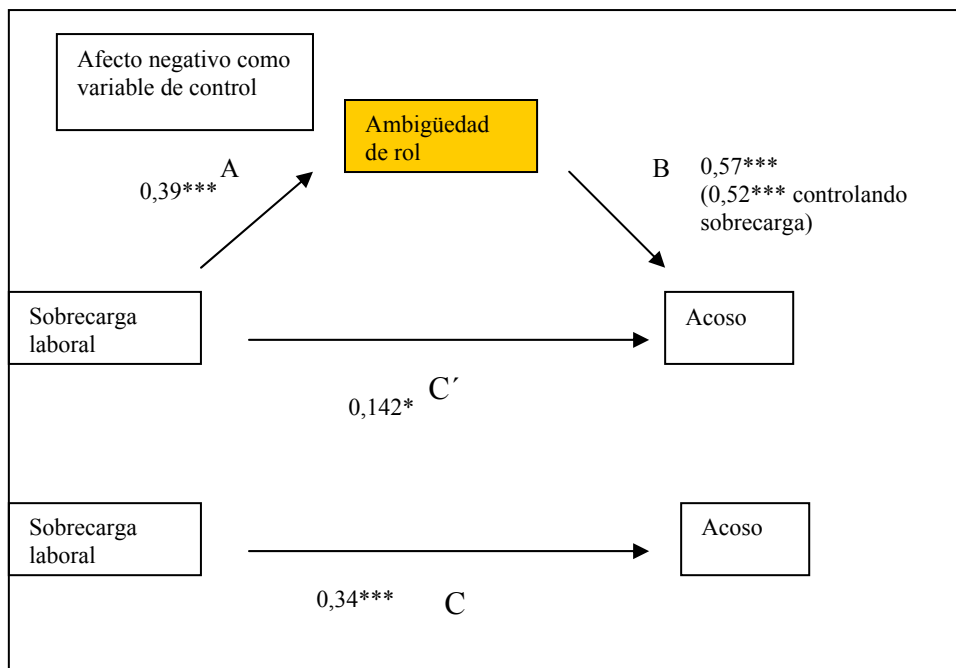 Afecto negativo como
variable de control
Ambigüedad
de rol
A
0,39***
B
0,57***
(0,52*** controlando
sobrecarga)
Sobrecarga
laboral
Acoso
C´
0,142*
Sobrecarga
laboral
Acoso
0,34***
C